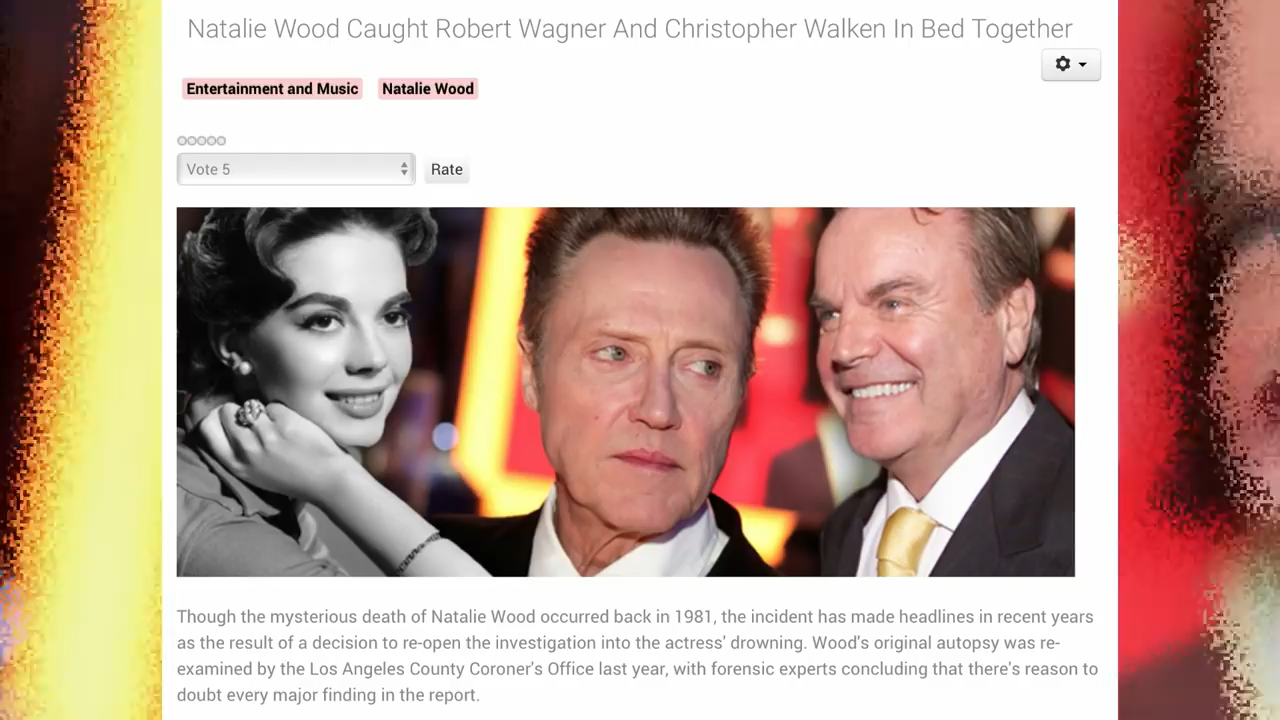 Natalie Wood Caught Robert Wagner And Christopher Walken In Bed Together
Entertainment and Music Natalie Wood
Vote 5 Rate
Though the mysterious death of Natalie Wood occurred back in 1981, the incident has made headlines in recent years
as the result of a decision to re-open the investigation into the actress' drowning. Wood's original autopsy was re-
examined by the Los Angeles County Coroner's Office last year, with forensic experts concluding that there's reason to
doubt every major finding in the report.